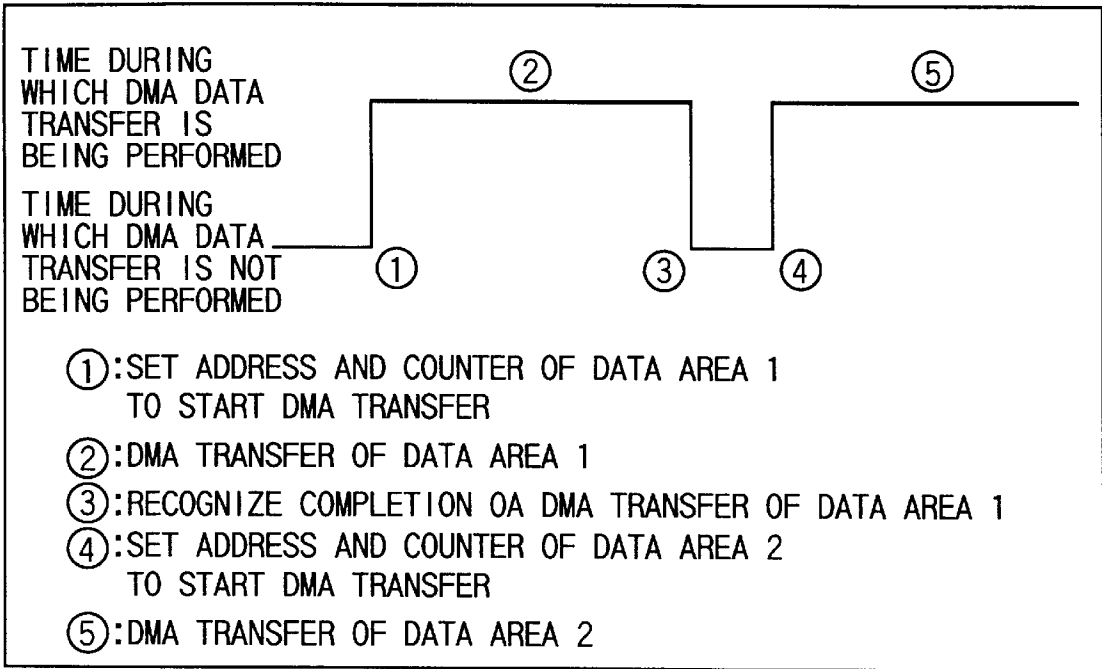 TIME DURING
WHICH DMA DATA
TRANSFER IS
BEING PERFORMED
② ⑤
TIME DURING
WHICH DMA DATA
TRANSFER IS NOT
BEING PERFORMED
① ③ ④
①:SET ADDRESS AND COUNTER OF DATA AREA 1
TO START DMA TRANSFER
②:DMA TRANSFER OF DATA AREA 1
③:RECOGNIZE COMPLETION OA DMA TRANSFER OF DATA AREA 1
④:SET ADDRESS AND COUNTER OF DATA AREA 2
TO START DMA TRANSFER
⑤:DMA TRANSFER OF DATA AREA 2